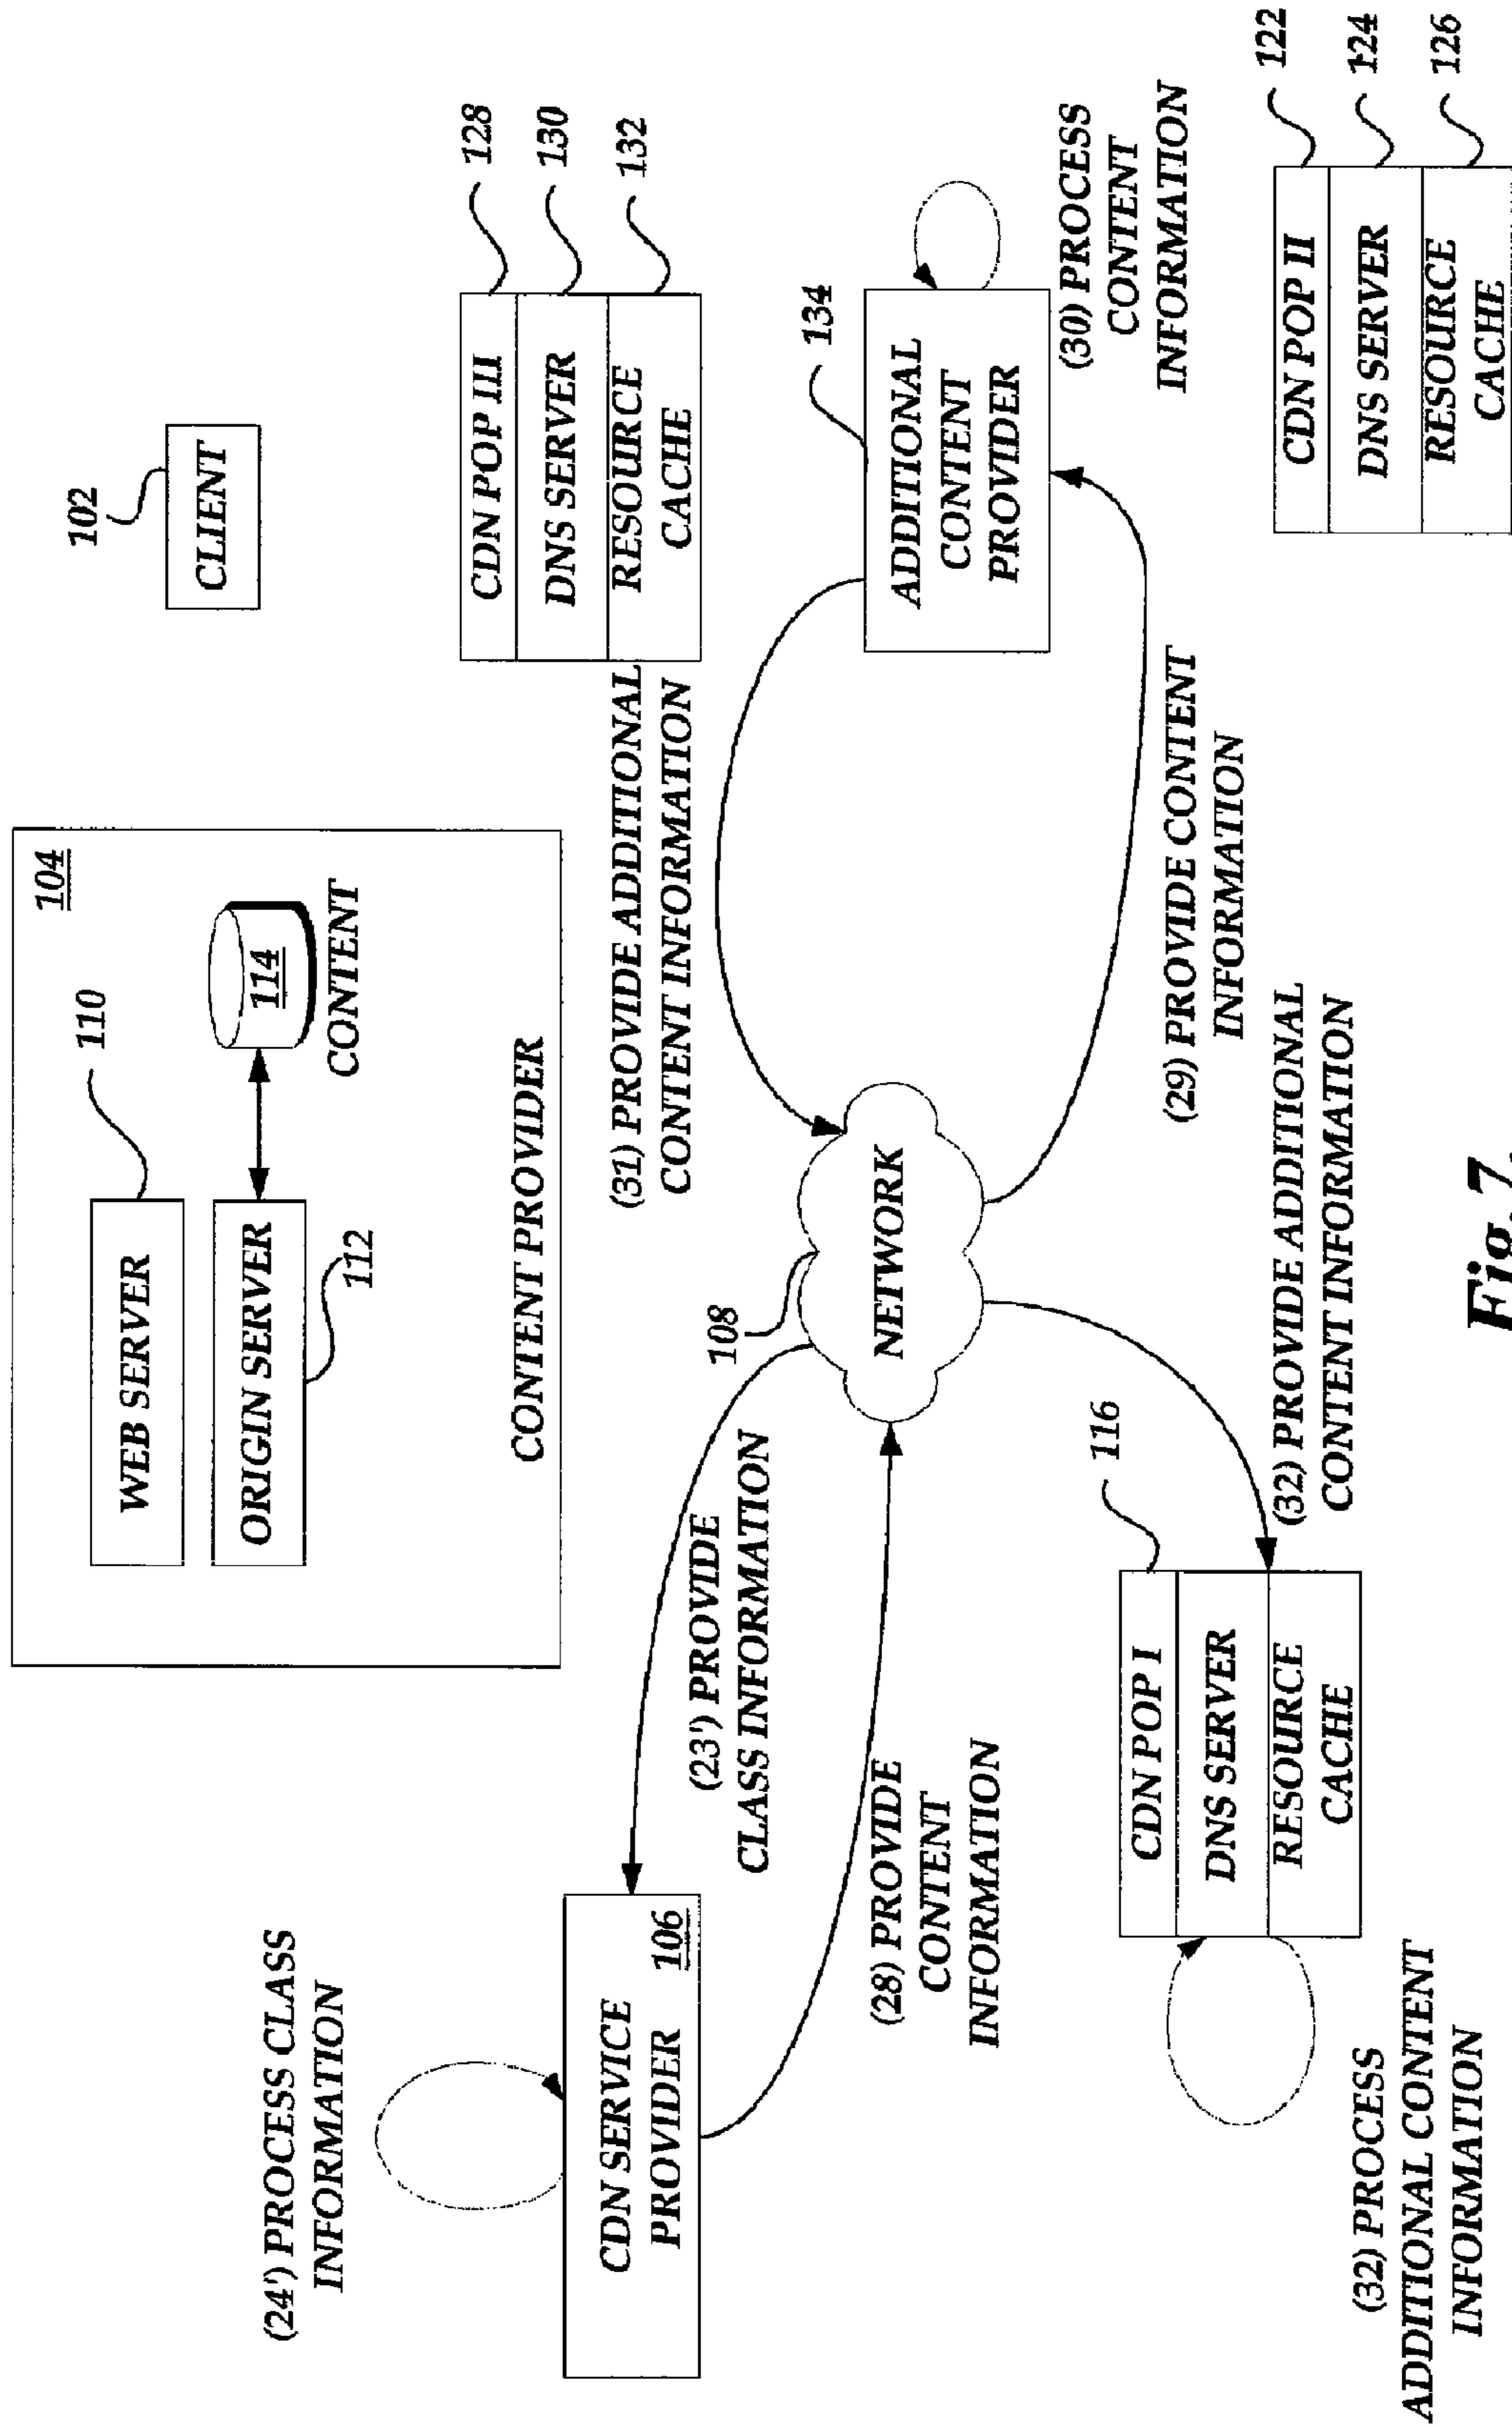 104
WEB SERVER
110
ORIGIN SERVER
112
114
CONTENT
CONTENT PROVIDER
102
CLIENT
(24') PROCESS CLASS
INFORMATION
CDN SERVICE
PROVIDER
106
(23') PROVIDE
CLASS INFORMATION
(28) PROVIDE
CONTENT
INFORMATION
108
NETWORK
(31) PROVIDE ADDITIONAL
CONTENT INFORMATION
CDN POP III
DNS SERVER
RESOURCE
CACHE
128
130
132
134
ADDITIONAL
CONTENT
PROVIDER
(30) PROCESS
CONTENT
INFORMATION
(29) PROVIDE CONTENT
INFORMATION
116
CDN POP I
DNS SERVER
RESOURCE
CACHE
(32) PROVIDE ADDITIONAL
CONTENT INFORMATION
(32) PROCESS
ADDITIONAL CONTENT
INFORMATION
CDN POP II
DNS SERVER
RESOURCE
CACHE
122
124
126
Fig.7.